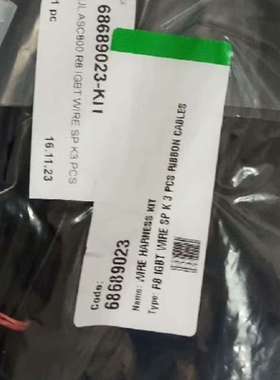 68689023-KIT
JL ASC800 R8 IGBT WIRE SP K3 PCS
1 pc
16.11.23
Code:
68689023
Name: WIRE HARNESS KIT
Type: R8 IGBT WIRE SP K 3 PCS RIBBON CABLES